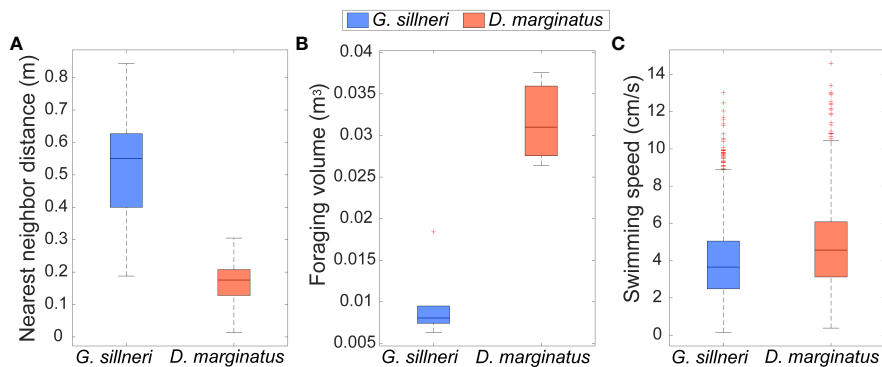 G. sillneri D. marginatus
A
Nearest neighbor distance (m)
0.8
0.7
0.6
0.5
0.4
0.3
0.2
0.1
0
G. sillneri D. marginatus
B
Foraging volume (m³)
0.04
0.035
0.03
0.025
0.02
0.015
0.01
0.005
G. sillneri D. marginatus
C
Swimming speed (cm/s)
14
12
10
8
6
4
2
0
G. sillneri D. marginatus